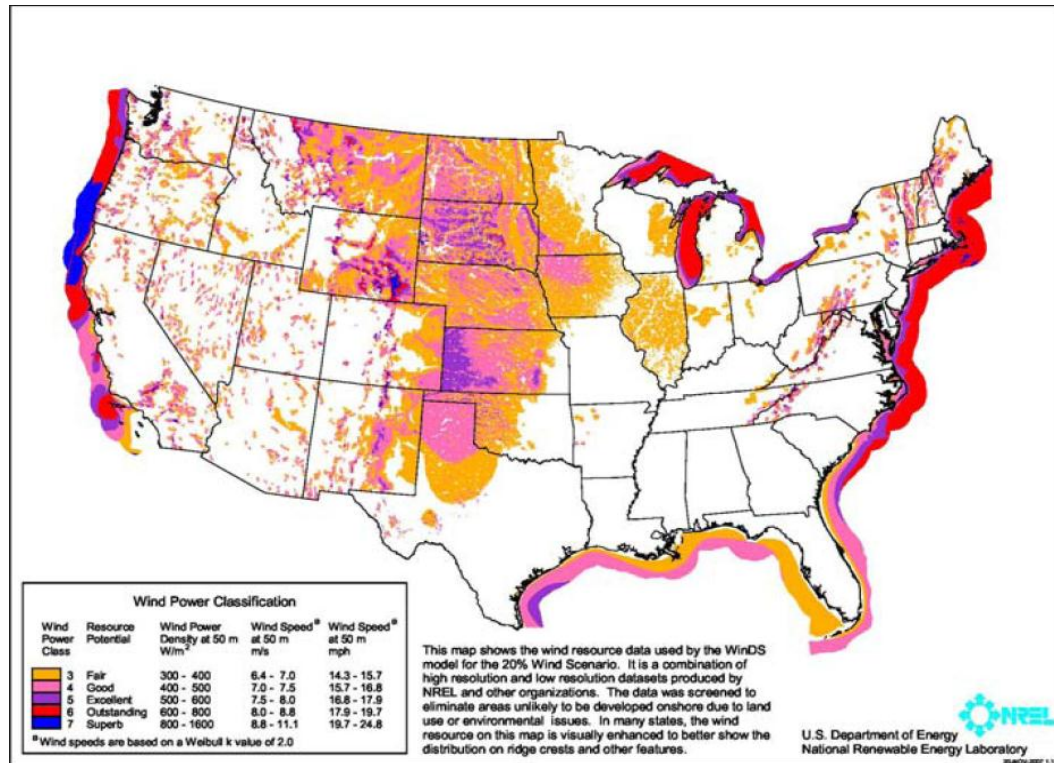 Wind Power Classification
Wind Power Class Resource Potential Wind Power Density at 50 m W/m² Wind Speed ª at 50 m m/s Wind Speed ª at 50 m mph
3 Fair 300 - 400 6.4 - 7.0 14.3 - 15.7
4 Good 400 - 500 7.0 - 7.5 15.7 - 16.8
5 Excellent 500 - 600 7.5 - 8.0 16.8 - 17.9
6 Outstanding 600 - 800 8.0 - 8.8 17.9 - 19.7
7 Superb 800 - 1600 8.8 - 11.1 19.7 - 24.8
ª Wind speeds are based on a Weibull k value of 2.0
This map shows the wind resource data used by the WinDS
model for the 20% Wind Scenario. It is a combination of
high resolution and low resolution datasets produced by
NREL and other organizations. The data was screened to
eliminate areas unlikely to be developed onshore due to land
use or environmental issues. In many states, the wind
resource on this map is visually enhanced to better show the
distribution on ridge crests and other features.
NREL
U.S. Department of Energy
National Renewable Energy Laboratory